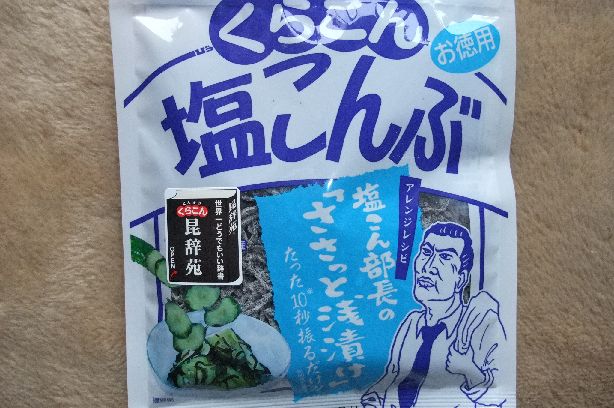 くらこん
お徳用
塩こんぶ
アレンジレシピ
塩こん部長の
「ささっと浅漬け」
たった10秒振るだけ
世界一どうでもいい辞書
くらこん
昆辞苑
OPEN